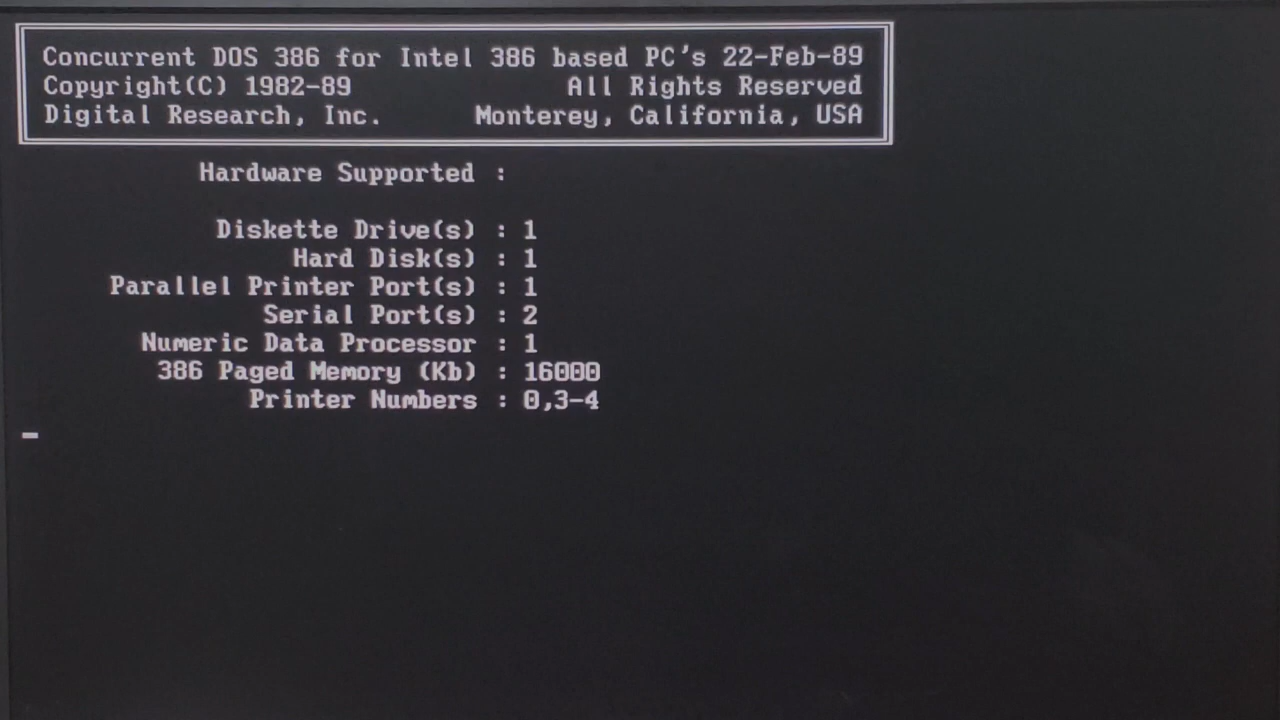 Concurrent DOS 386 for Intel 386 based PC's 22-Feb-89
Copyright(C) 1982-89 All Rights Reserved
Digital Research, Inc. Monterey, California, USA
Hardware Supported :
Diskette Drive(s) : 1
Hard Disk(s) : 1
Parallel Printer Port(s) : 1
Serial Port(s) : 2
Numeric Data Processor : 1
386 Paged Memory (Kb) : 16000
Printer Numbers : 0,3-4